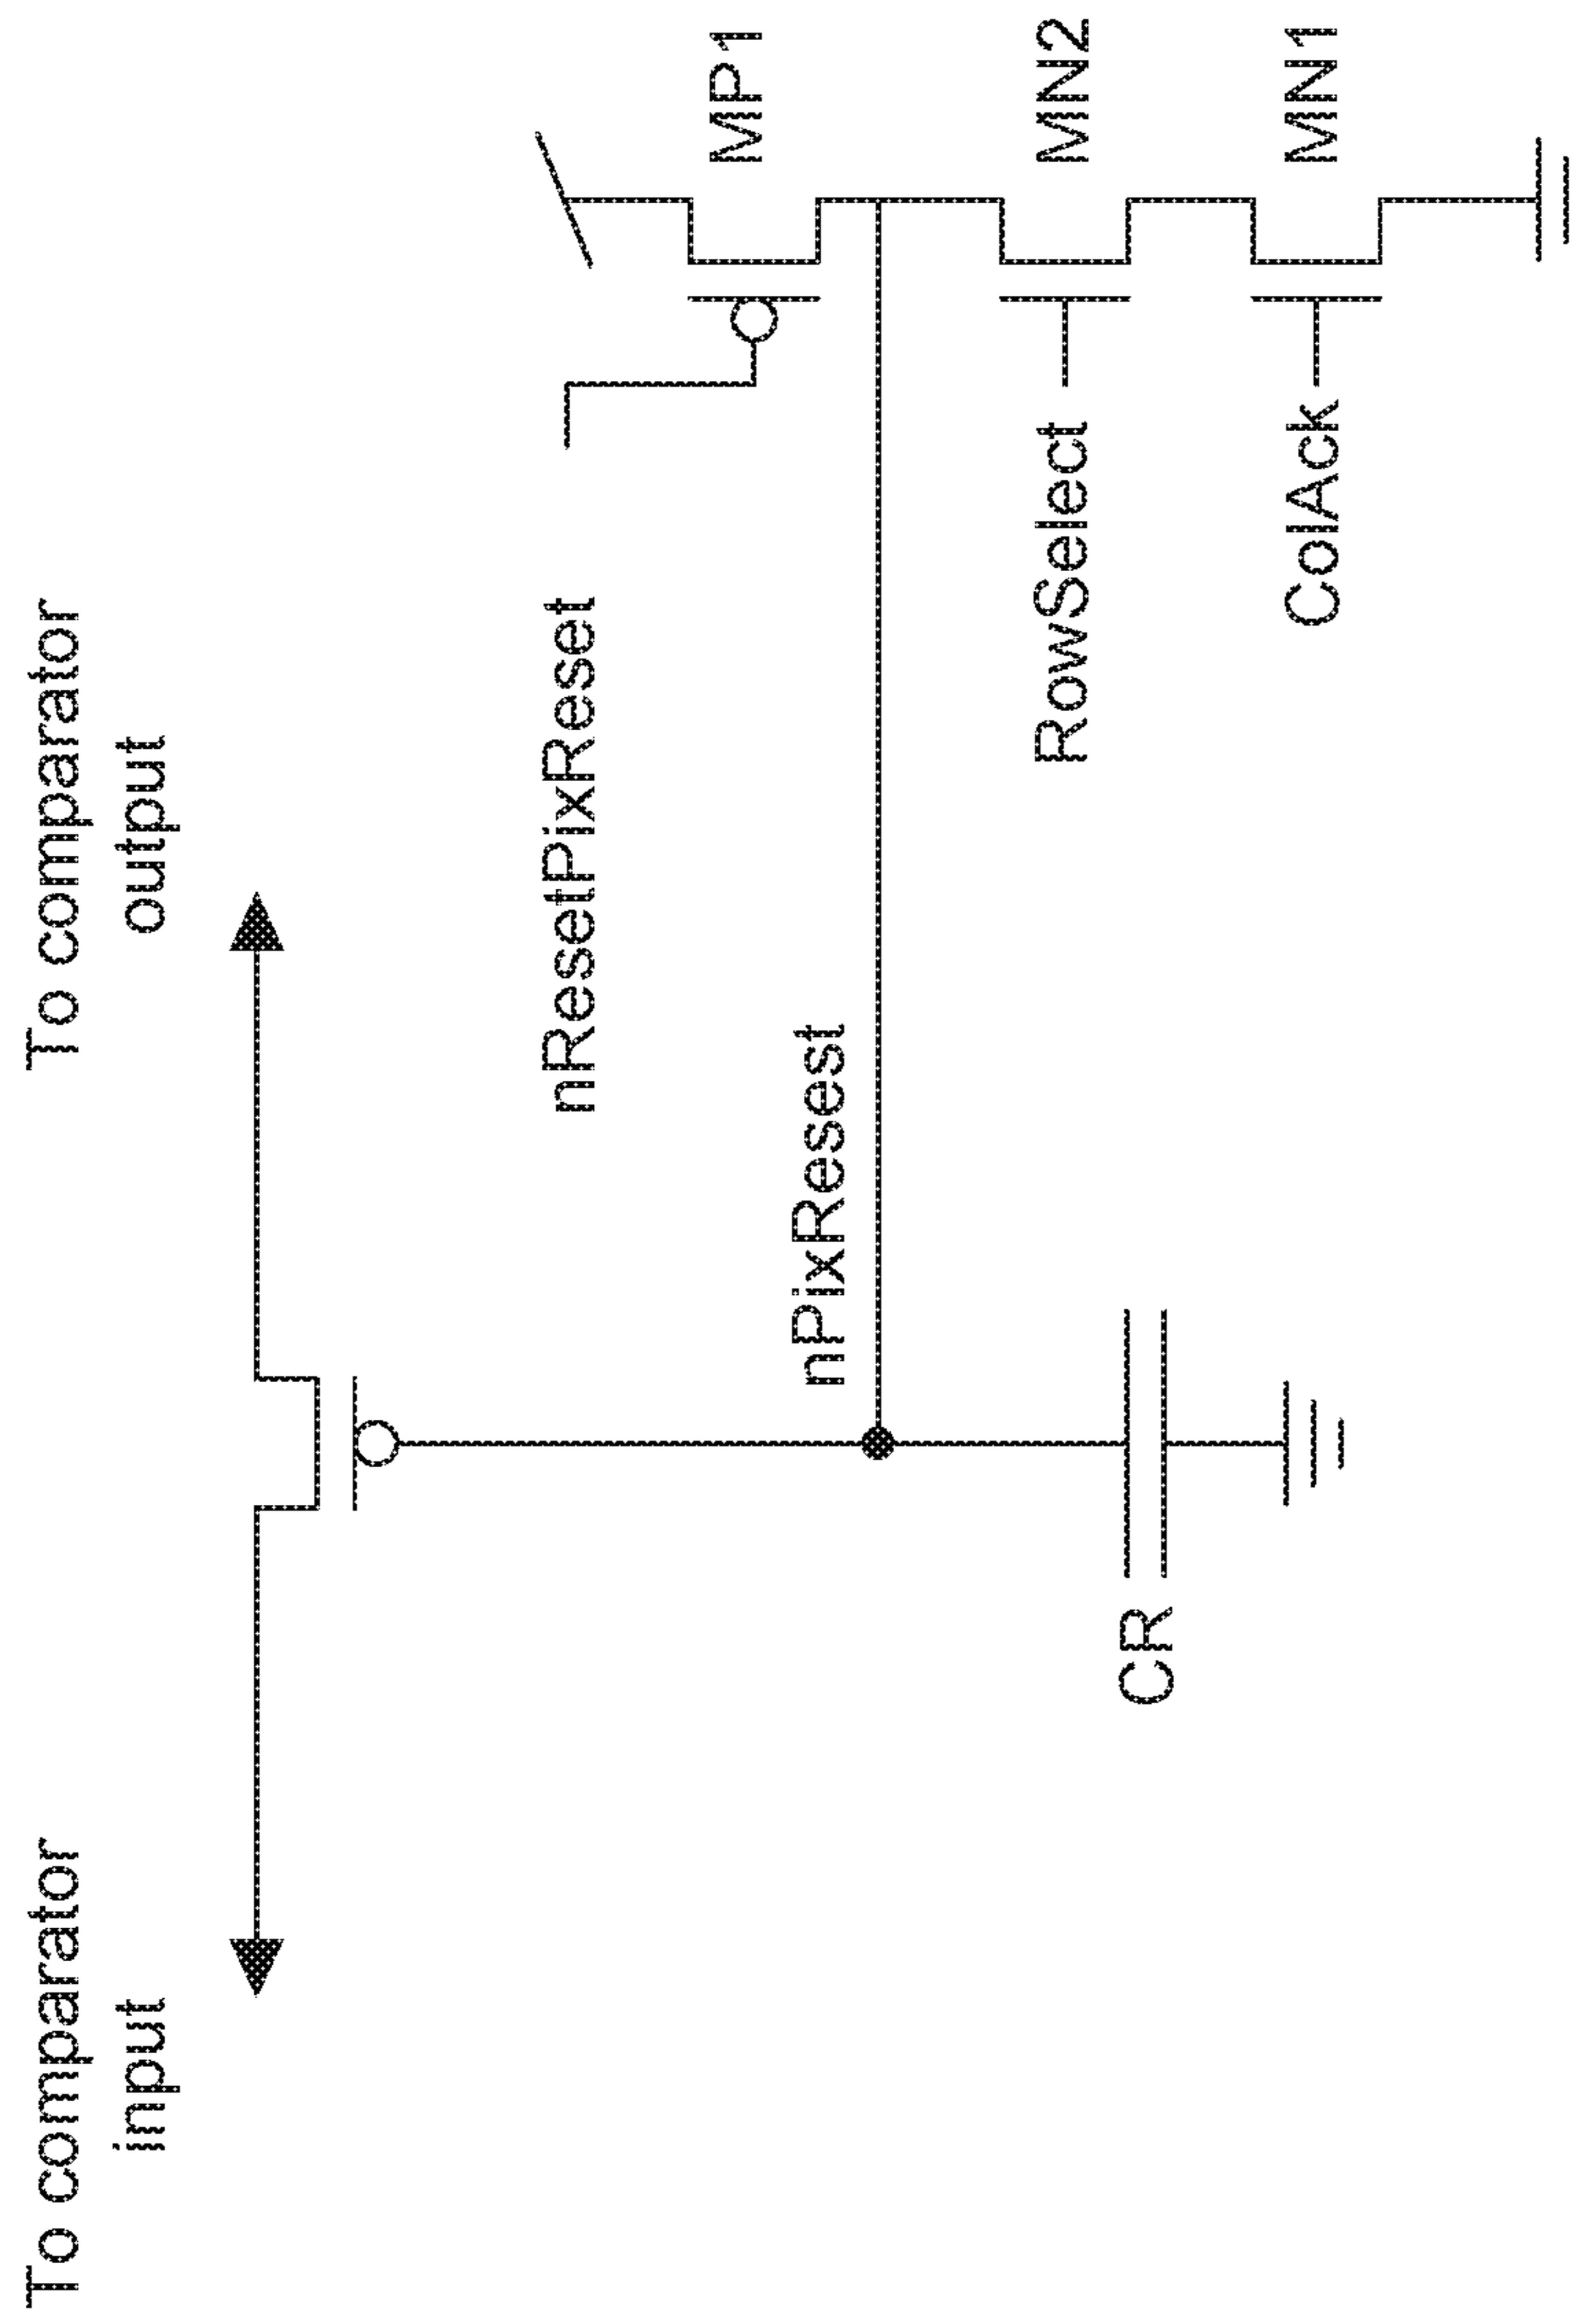 To comparator
input
To comparator
output
nResetPixReset
nPixResest
CR
RowSelect
ColAck
MP1
MN2
MN1